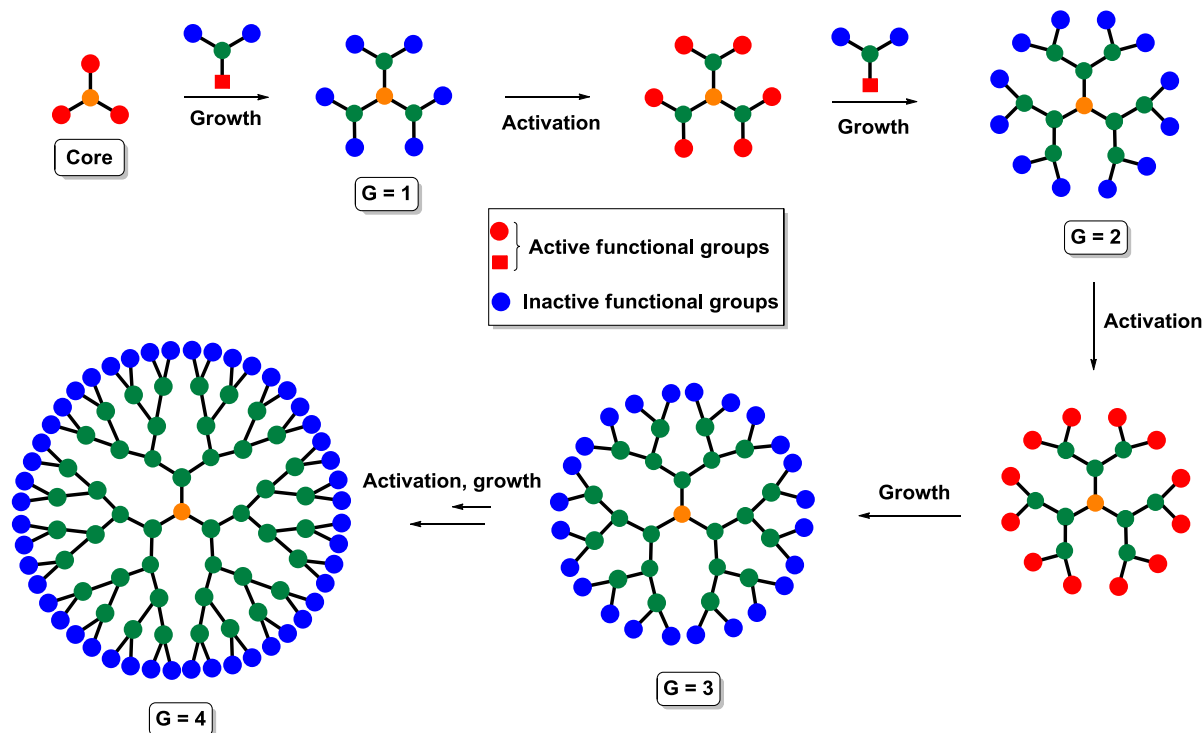 Core
Growth
G = 1
Activation
Growth
G = 2
Active functional groups
Inactive functional groups
Activation
Growth
G = 3
Activation, growth
G = 4